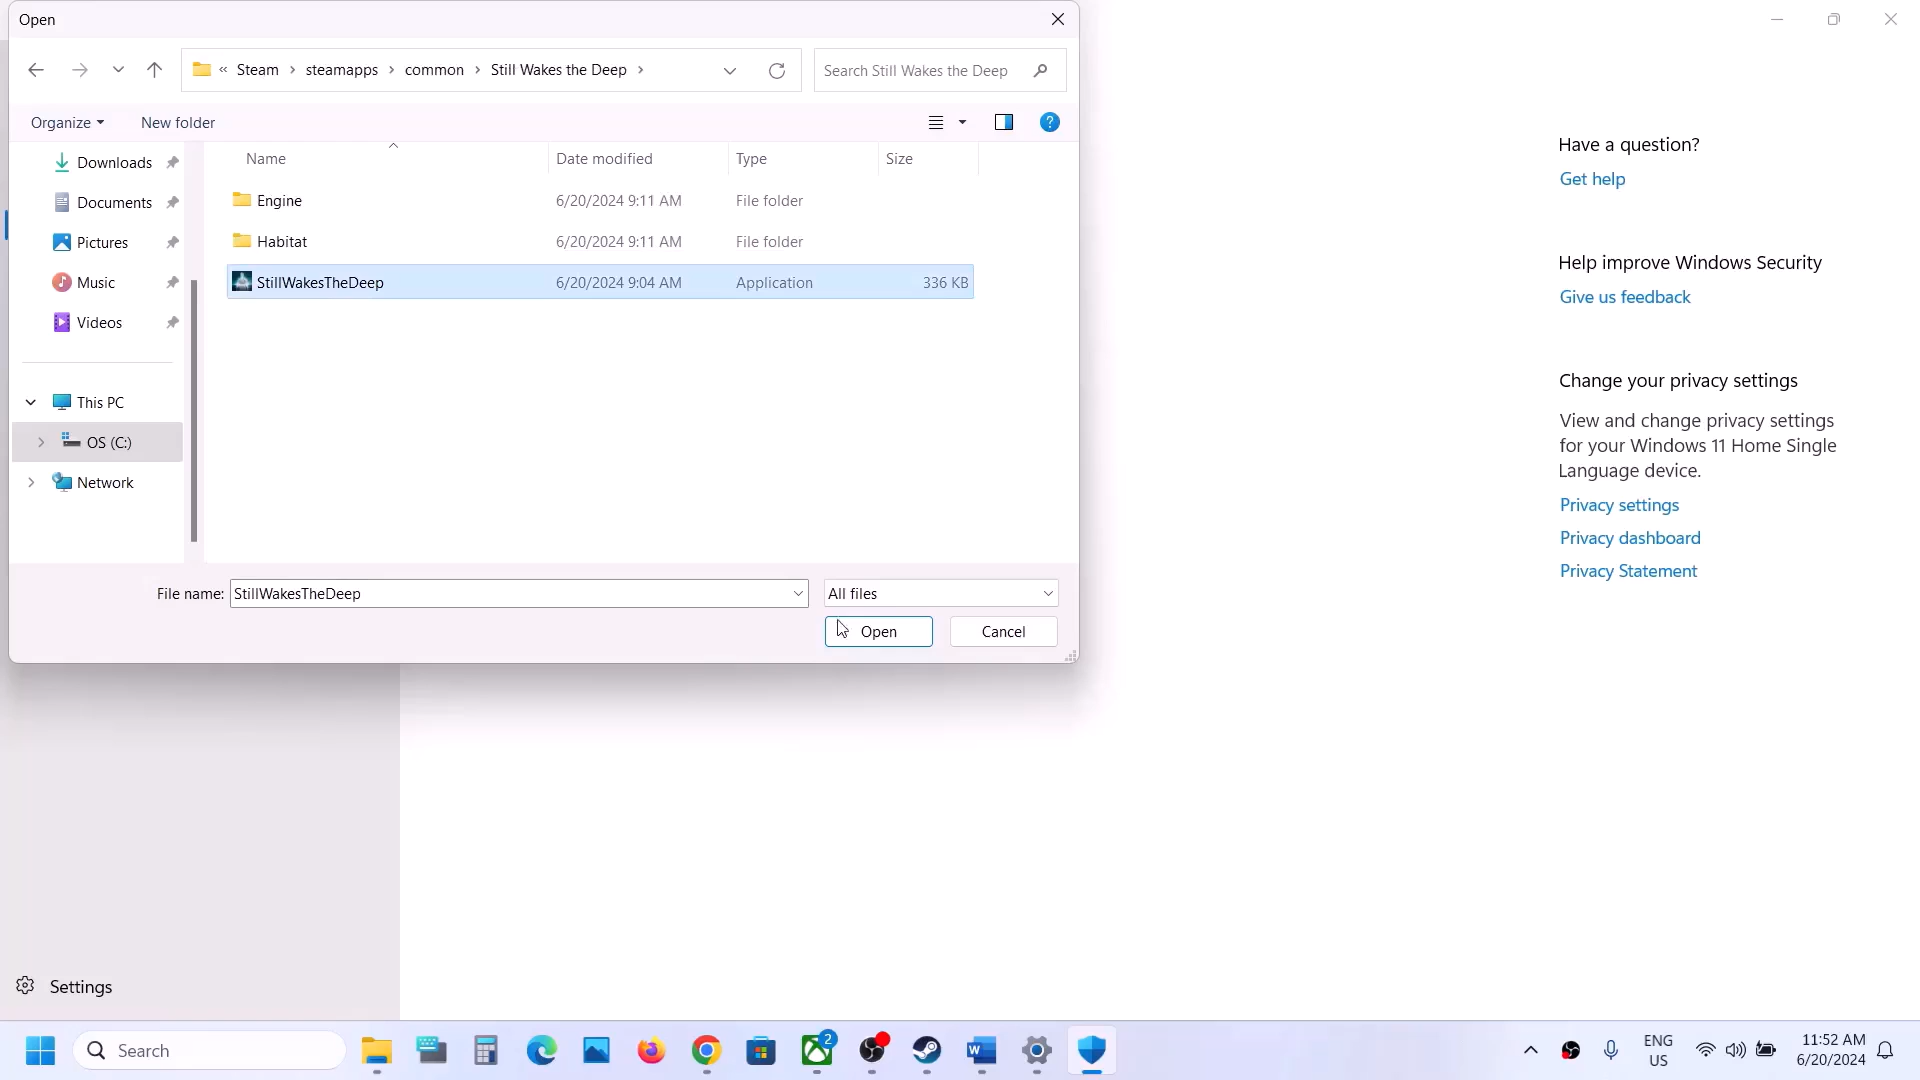 Open
« Steam > steamapps > common > Still Wakes the Deep >
Search Still Wakes the Deep
Organize
New folder
?
Name
Date modified
Type
Size
Downloads
Documents
Pictures
Music
Videos
This PC
OS (C:)
Network
Engine 6/20/2024 9:11 AM File folder
Habitat 6/20/2024 9:11 AM File folder
StillWakesTheDeep 6/20/2024 9:04 AM Application 336 KB
File name: StillWakesTheDeep
All files
Open
Cancel
Have a question?
Get help
Help improve Windows Security
Give us feedback
Change your privacy settings
View and change privacy settings
for your Windows 11 Home Single
Language device.
Privacy settings
Privacy dashboard
Privacy Statement
Settings
Search
2
W
ENG
US
11:52 AM
6/20/2024